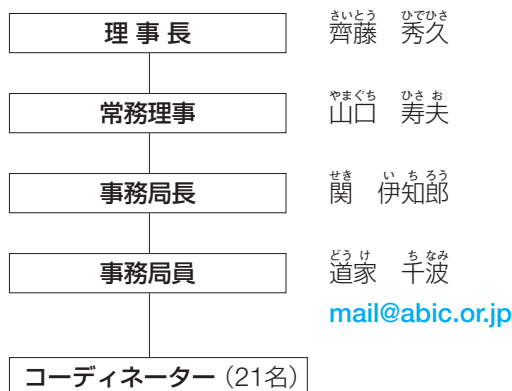 理事長
齊藤 秀久
さいとう ひでひさ
常務理事
山口 寿夫
やまぐち ひさお
事務局長
関 伊知郎
せき いちろう
事務局員
道家 千波
どうけ ちなみ
mail@abic.or.jp
コーディネーター（21名）